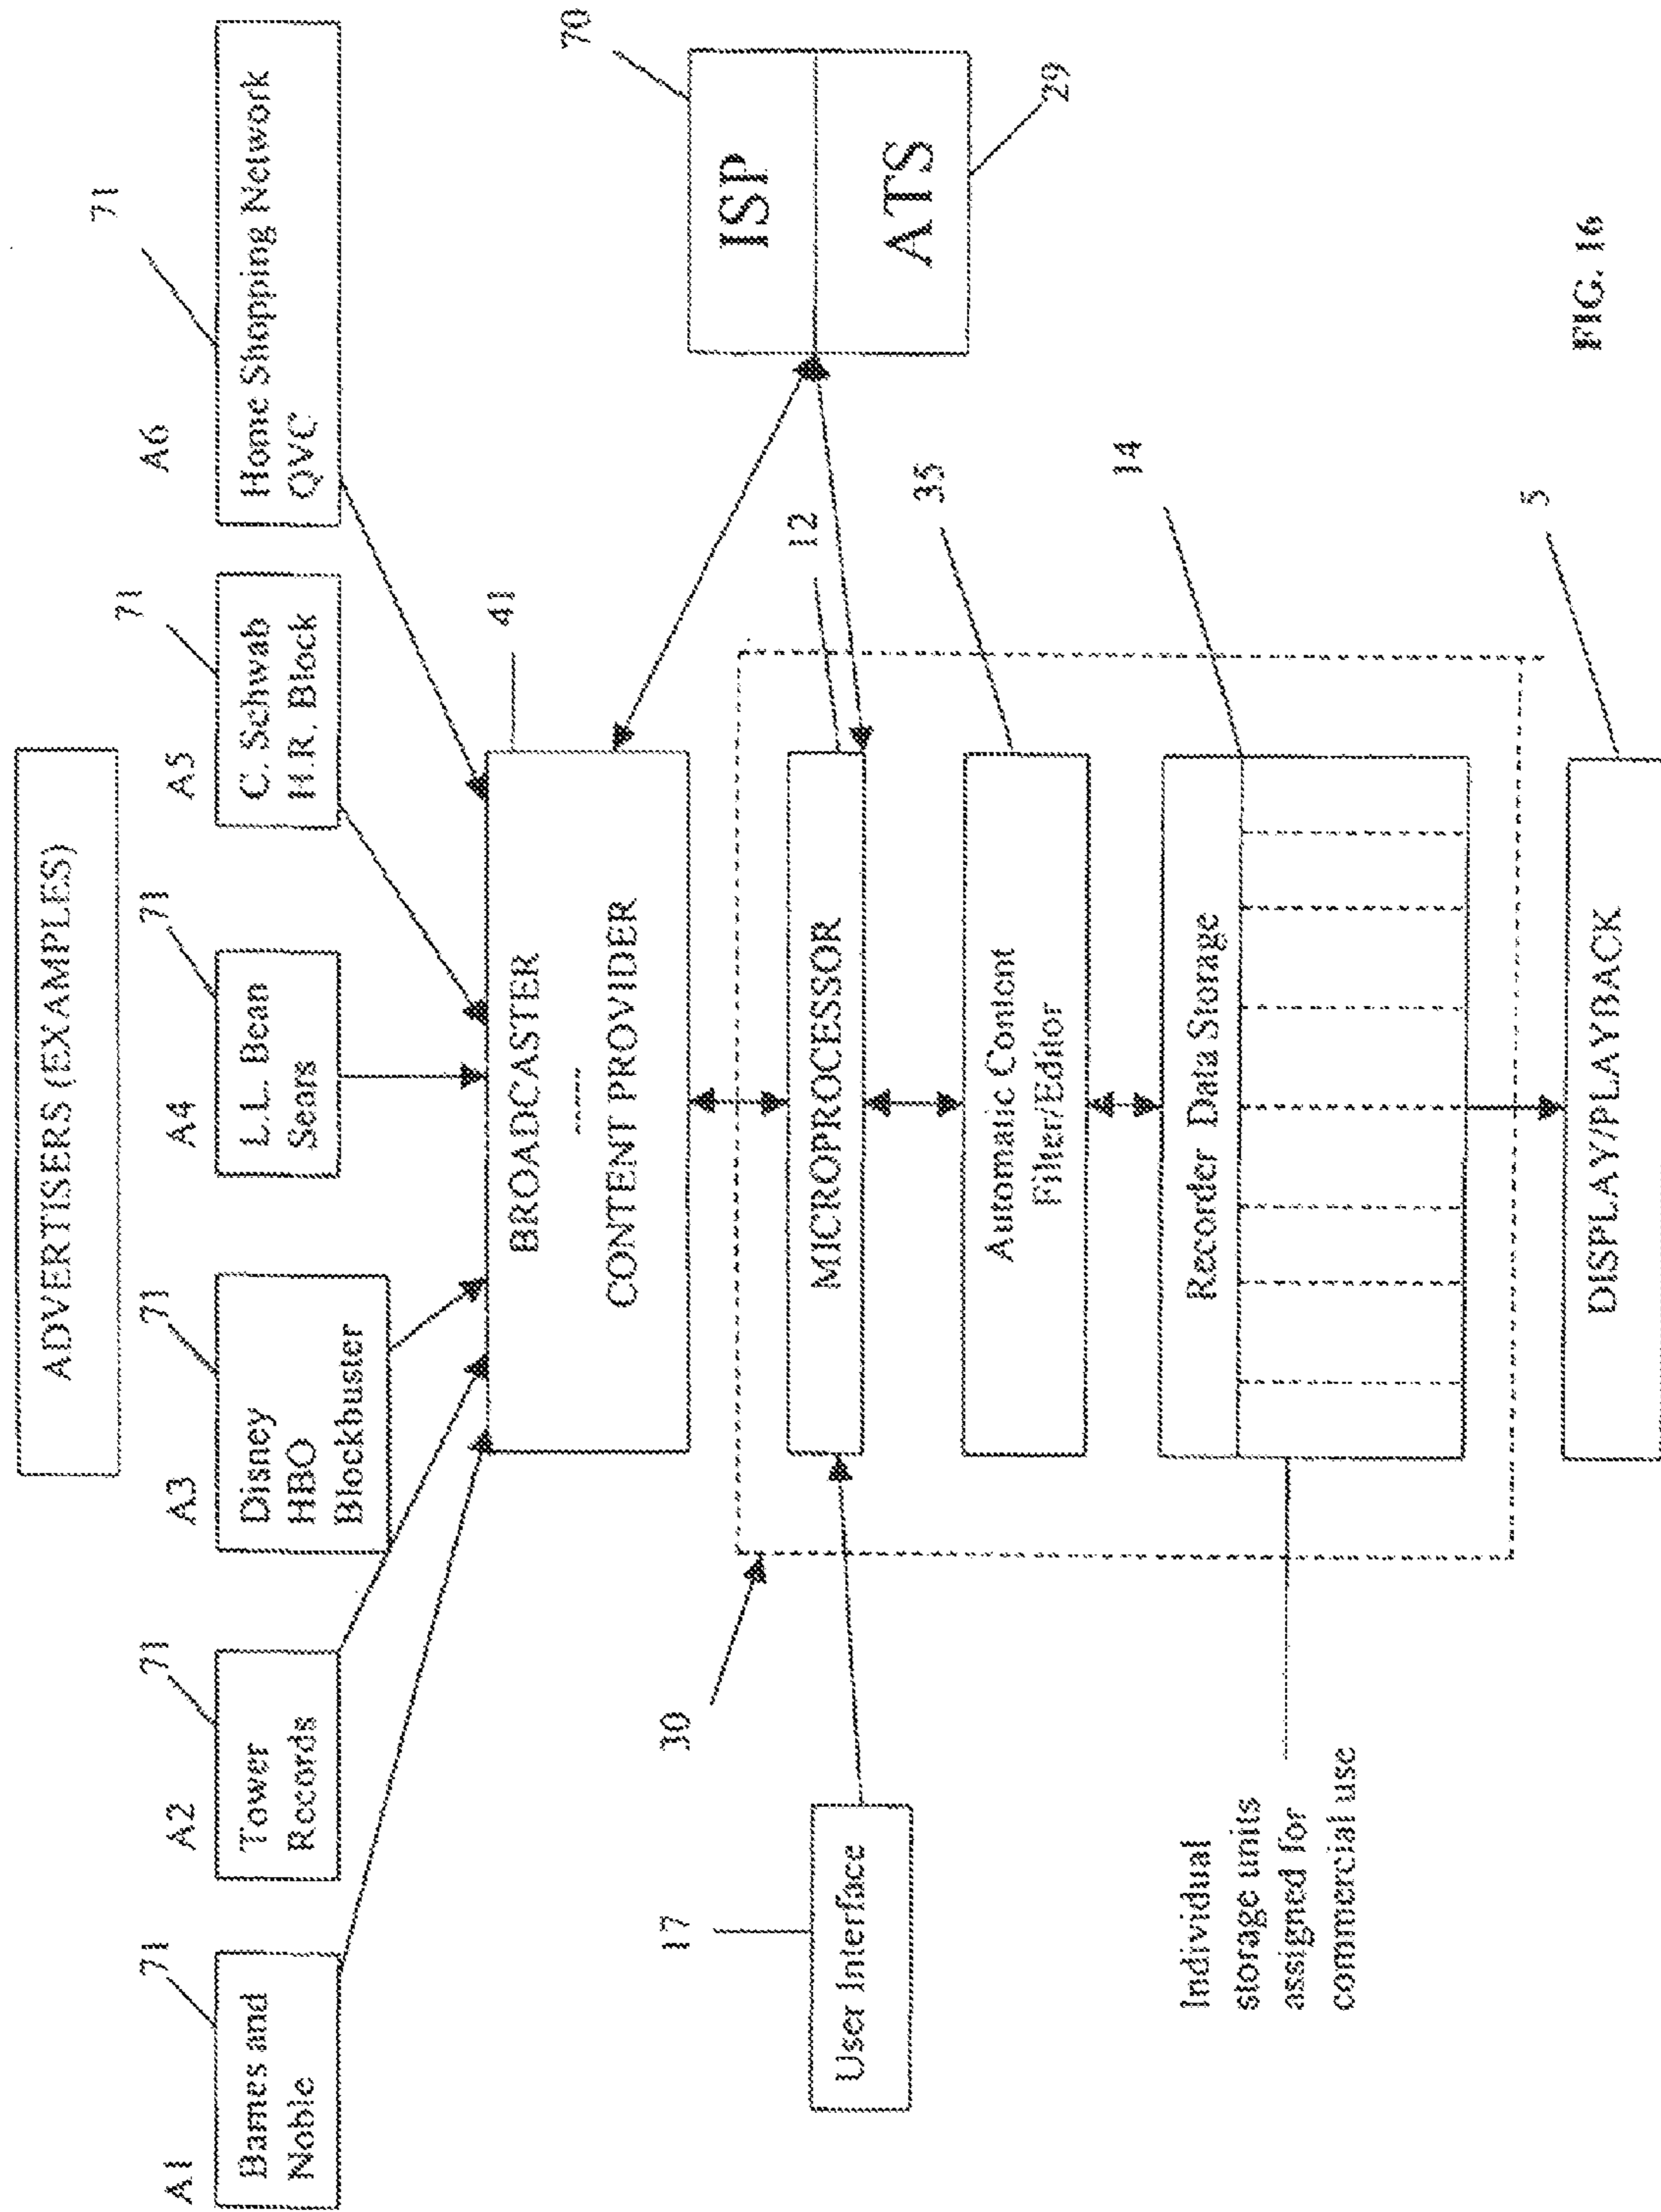 ADVERTISERS (EXAMPLES)
A1
71
Barnes and
Noble
A2
71
Tower
Records
A3
71
Disney
HBO
Blockbuster
A4
71
L.L. Bean
Sears
A5
71
C. Schwab
H.R. Block
A6
71
Home Shopping Network
QVC
41
BROADCASTER
CONTENT PROVIDER
70
ISP
ATS
29
30
12
MICROPROCESSOR
17
User Interface
35
Automaic Content
Filter/Editor
14
Recorder Data Storage
Individual
storage units
assigned for
commercial use
5
DISPLAY/PLAYBACK
FIG. 16